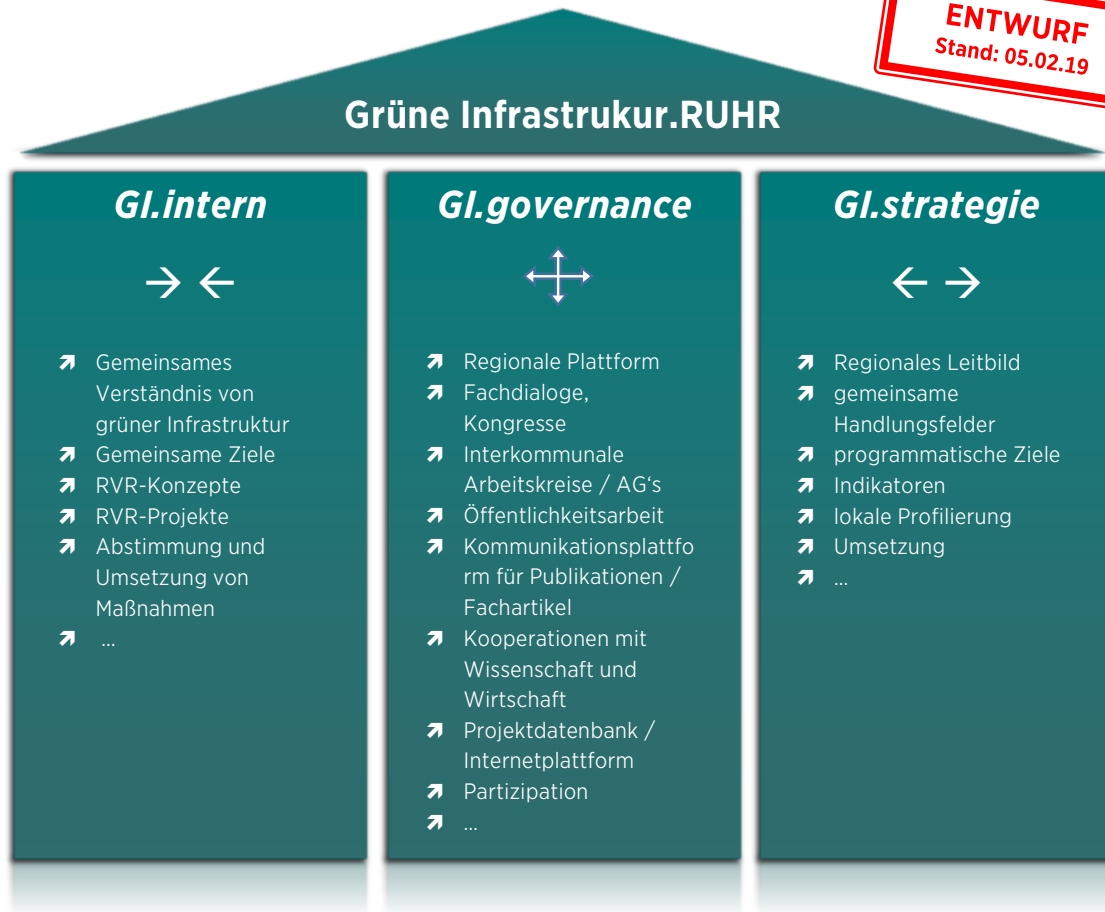 ENTWURF
Stand: 05.02.19
Grüne Infrastrukur.RUHR
GI.intern
Gemeinsames
Verständnis von
grüner Infrastruktur
Gemeinsame Ziele
RVR-Konzepte
RVR-Projekte
Abstimmung und
Umsetzung von
Maßnahmen
...
GI.governance
Regionale Plattform
Fachdialoge,
Kongresse
Interkommunale
Arbeitskreise / AG‘s
Öffentlichkeitsarbeit
Kommunikationsplattfo
rm für Publikationen /
Fachartikel
Kooperationen mit
Wissenschaft und
Wirtschaft
Projektdatenbank /
Internetplattform
Partizipation
...
GI.strategie
Regionales Leitbild
gemeinsame
Handlungsfelder
programmatische Ziele
Indikatoren
lokale Profilierung
Umsetzung
...